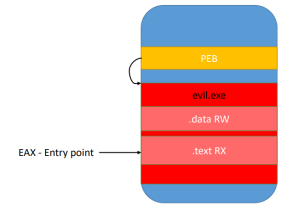 PEB
evil.exe
.data RW
EAX - Entry point
.text RX